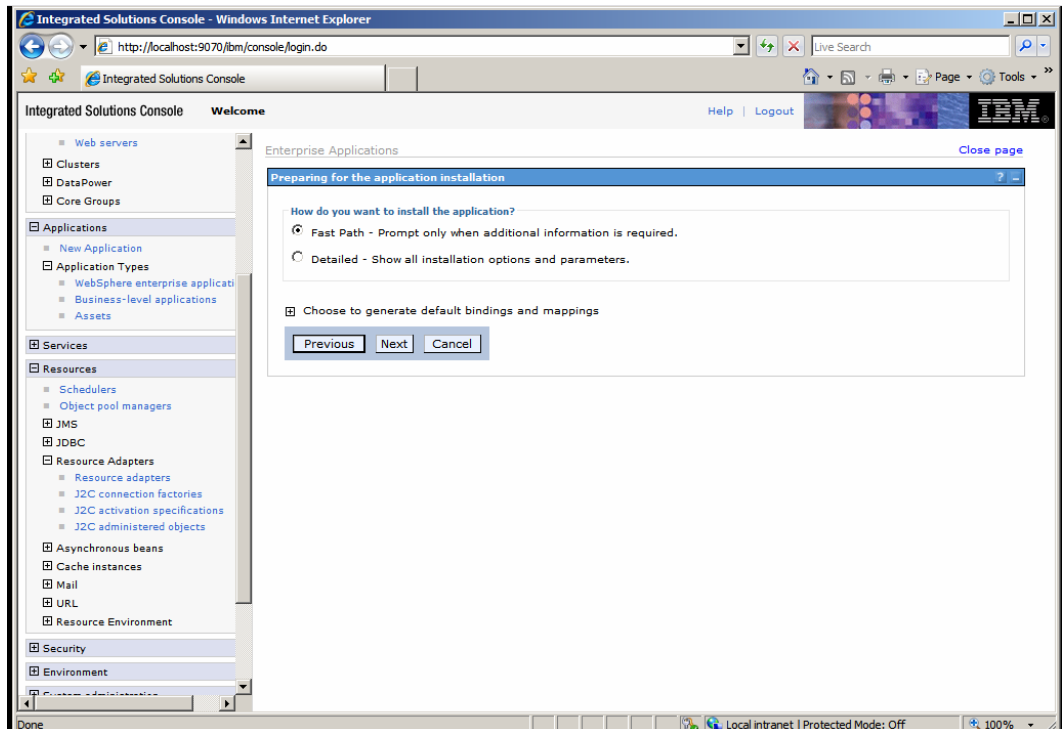 Integrated Solutions Console - Windows Internet Explorer
http://localhost:9070/ibm/console/login.do
Live Search
Integrated Solutions Console
Page
Tools
»
Integrated Solutions Console Welcome
Help | Logout
IBM®
Web servers
Clusters
DataPower
Core Groups
Applications
New Application
Application Types
WebSphere enterprise applicati
Business-level applications
Assets
Services
Resources
Schedulers
Object pool managers
JMS
JDBC
Resource Adapters
Resource adapters
J2C connection factories
J2C activation specifications
J2C administered objects
Asynchronous beans
Cache instances
Mail
URL
Resource Environment
Security
Environment
System administration
Enterprise Applications
Close page
Preparing for the application installation
? _
How do you want to install the application?
Fast Path - Prompt only when additional information is required.
Detailed - Show all installation options and parameters.
Choose to generate default bindings and mappings
Previous Next Cancel
Done
Local intranet | Protected Mode: Off
100%